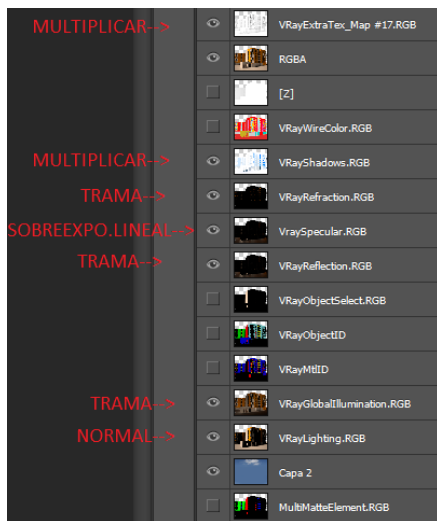 MULTIPLICAR--> VRayExtraTex_Map #17.RGB
RGBA
[Z]
VRayWireColor.RGB
MULTIPLICAR--> VRayShadows.RGB
TRAMA--> VRayRefraction.RGB
SOBREEXPO.LINEAL--> VraySpecular.RGB
TRAMA--> VRayReflection.RGB
VRayObjectSelect.RGB
VRayObjectID
VRayMtlID
TRAMA--> VRayGlobalIllumination.RGB
NORMAL--> VRayLighting.RGB
Capa 2
MultiMatteElement.RGB